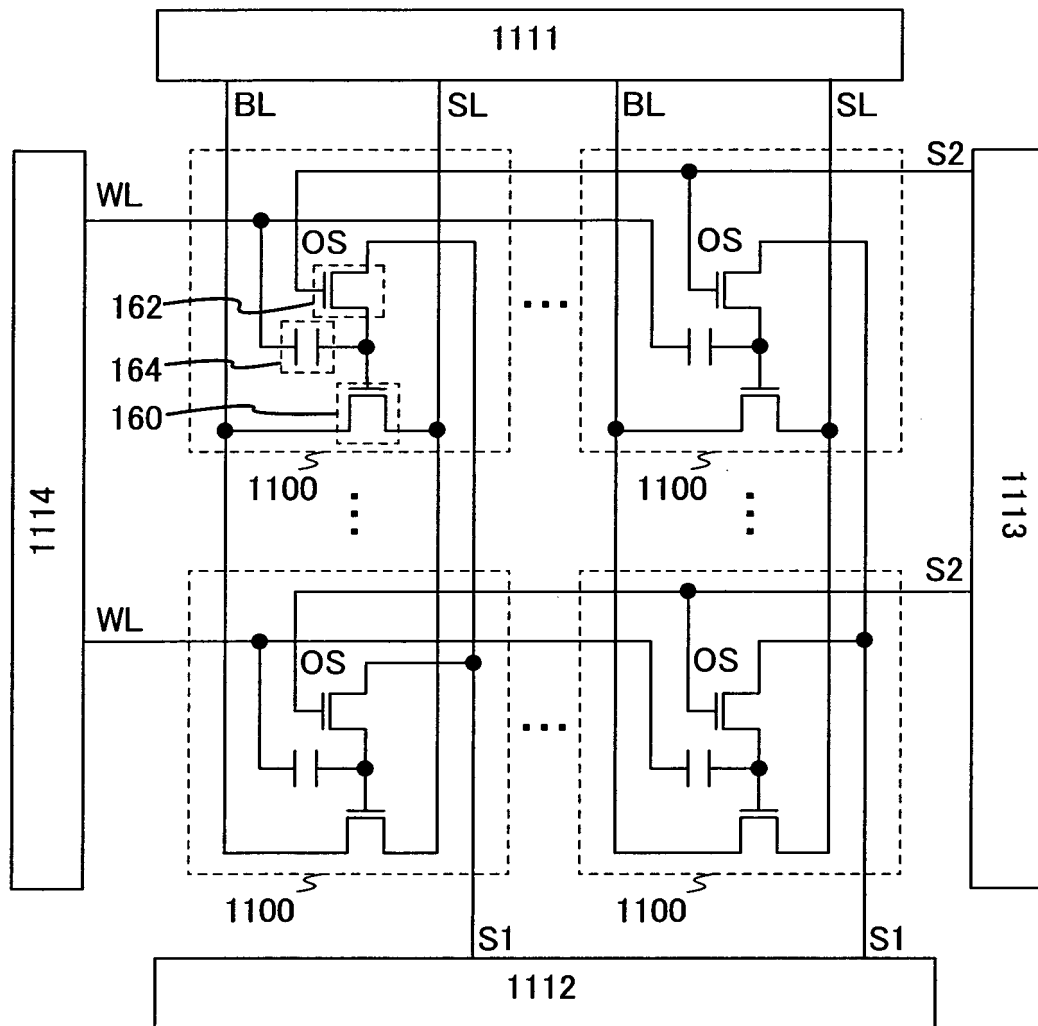 1111
BL SL BL SL
S2
WL
OS OS
162
164
160
1100 1100
1114
1113
S2
WL
OS OS
1100 1100
S1 S1
1112